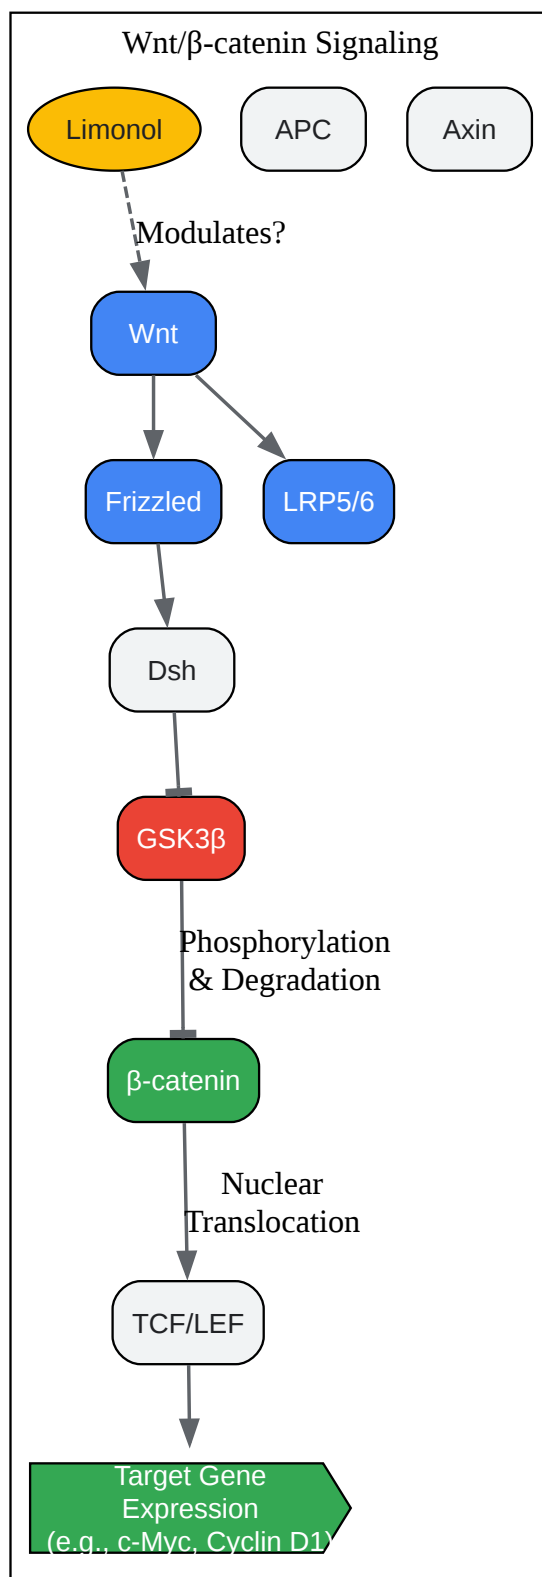 Wnt/β-catenin Signaling
Limonol
APC
Axin
Modulates?
Wnt
Frizzled
LRP5/6
Dsh
GSK3β
Phosphorylation
& Degradation
β-catenin
Nuclear
Translocation
TCF/LEF
Target Gene
Expression
(e.g., c-Myc, Cyclin D1)